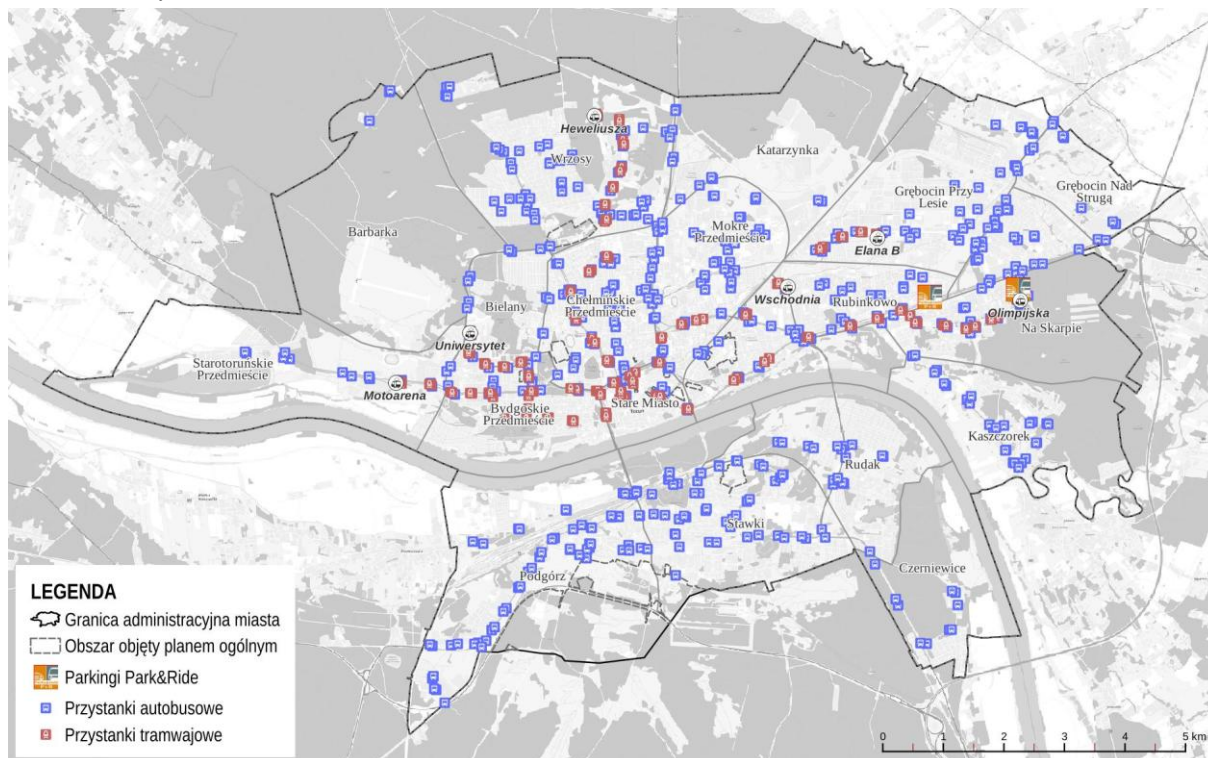 Heweliusza
Wrzosy
Katarzynka
Grębocin Przy
Lesie
Grębocin Nad
Strugą
Barbarka
Mokre
Przedmieście
Elana B
Bielany
Chełmińskie
Przedmieście
Wschodnia
Rubinkowo
Olimpijska
Na Skarpie
Uniwersytet
Starotoruńskie
Przedmieście
Motoarena
Bydgoskie
Przedmieście
Stare Miasto
Kaszczorek
Rudak
Stawki
Podgórz
Czerniewice
LEGENDA
Granica administracyjna miasta
Obszar objęty planem ogólnym
Parkingi Park&Ride
Przystanki autobusowe
Przystanki tramwajowe
0 1 2 3 4 5 km